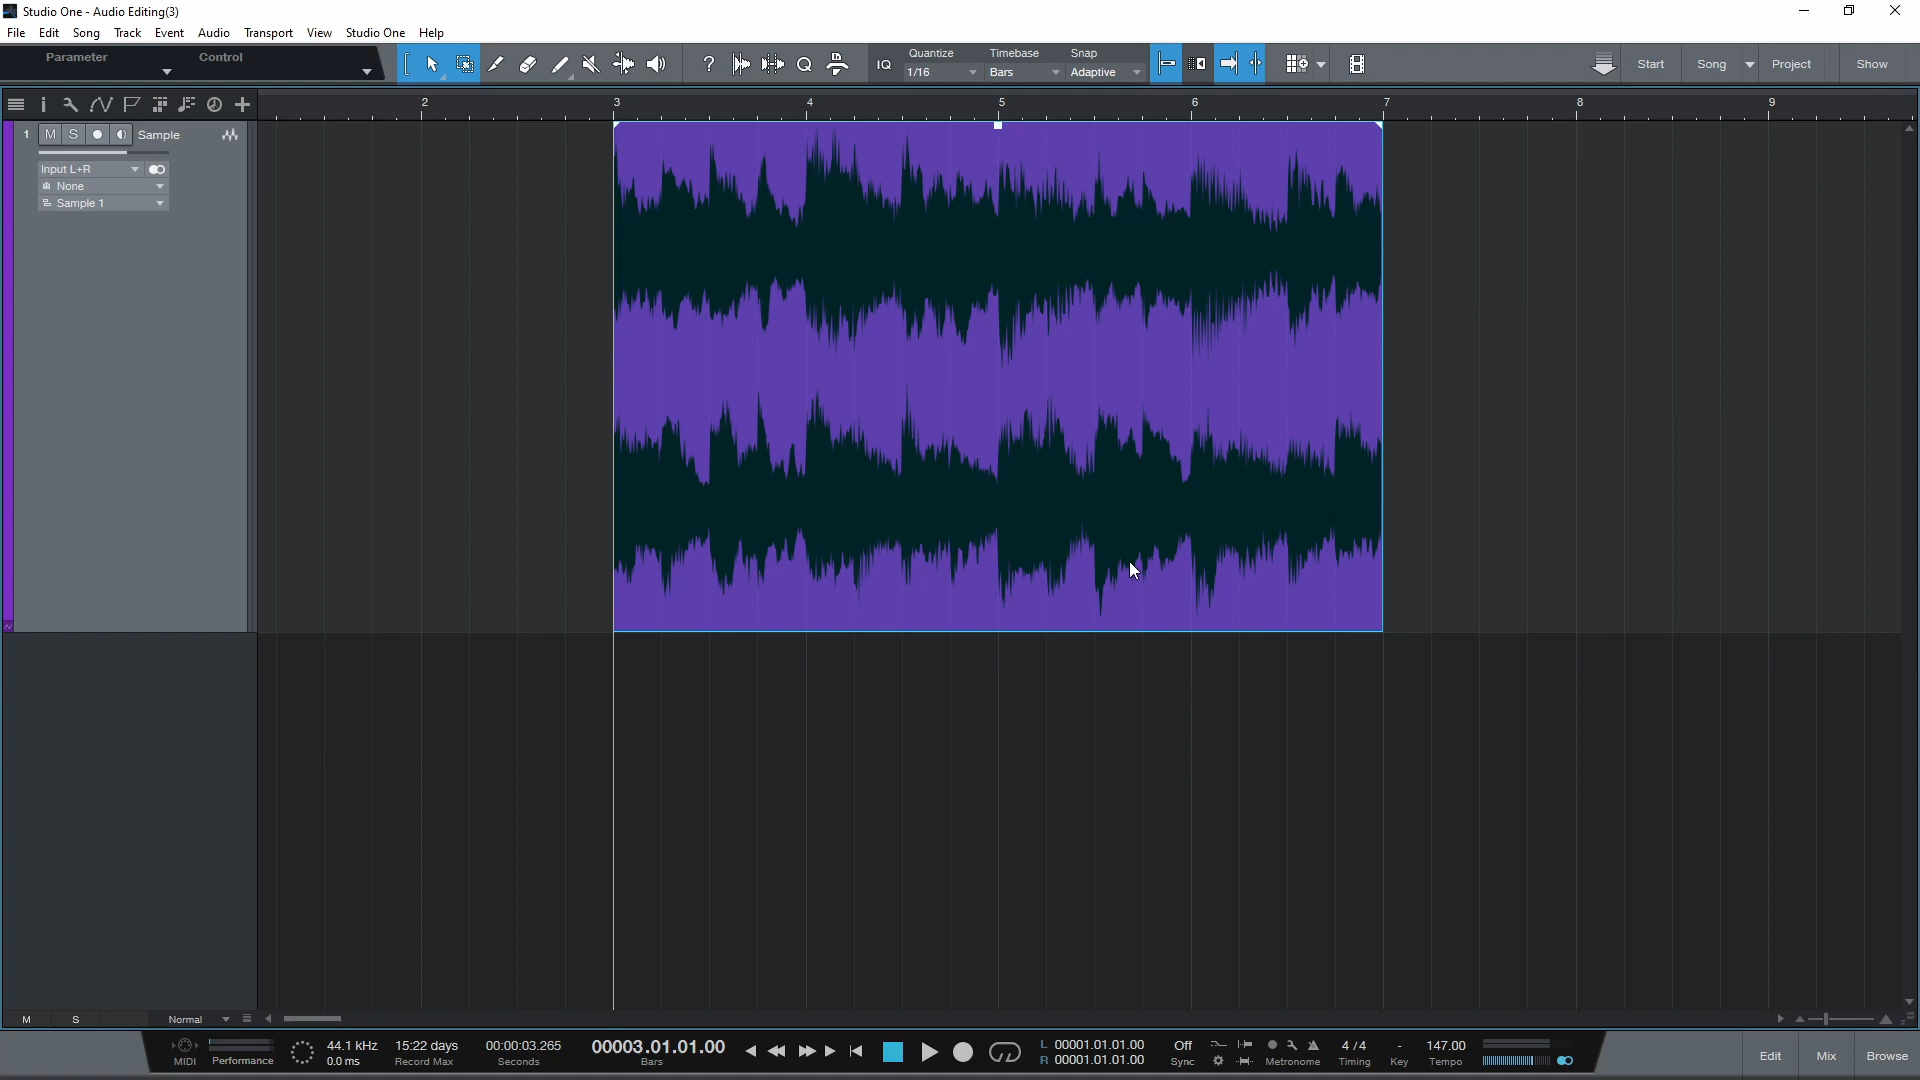 Studio One - Audio Editing(3)
File Edit Song Track Event Audio Transport View Studio One Help
Parameter Control
Quantize Timebase Snap
IQ 1/16 Bars Adaptive
Start Song Project Show
2 3 4 5 6 7 8 9
1 M S Sample
Input L+R
None
Sample 1
M S Normal
MIDI Performance
44.1 kHz 15:22 days 00:00:03.265 00003.01.01.00
0.0 ms Record Max Seconds Bars
L 00001.01.01.00
R 00001.01.01.00
Off 4 / 4 - 147.00
Sync Metronome Timing Key Tempo
Edit Mix Browse